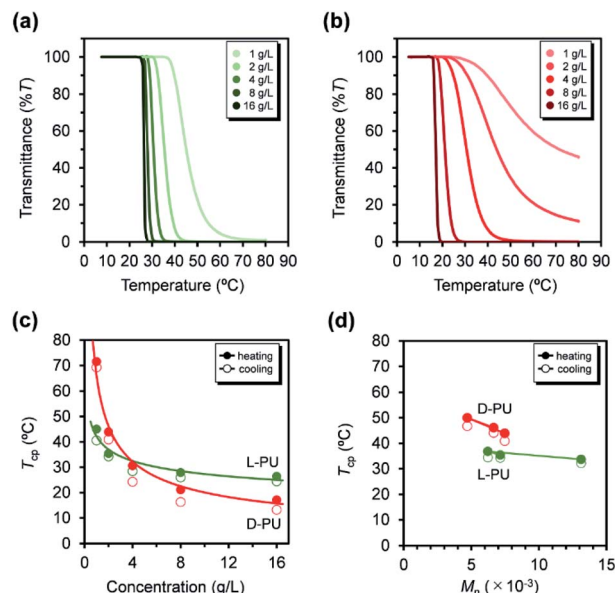 (a)
100
80
60
40
20
0
Transmittance (%T)
1 g/L
2 g/L
4 g/L
8 g/L
16 g/L
0 10 20 30 40 50 60 70 80 90
Temperature (ºC)
(b)
100
80
60
40
20
0
Transmittance (%T)
1 g/L
2 g/L
4 g/L
8 g/L
16 g/L
0 10 20 30 40 50 60 70 80 90
Temperature (ºC)
(c)
80
70
60
50
40
30
20
10
0
Tcp (ºC)
heating
cooling
L-PU
D-PU
0 4 8 12 16
Concentration (g/L)
(d)
80
70
60
50
40
30
20
10
0
Tcp (ºC)
heating
cooling
D-PU
L-PU
0 5 10 15
Mn (×10⁻³)